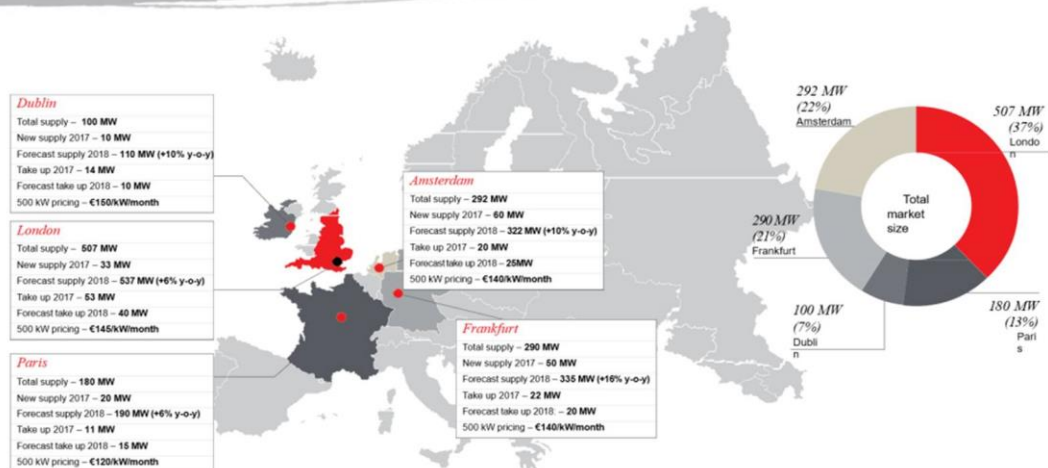 Dublin
Total supply – 100 MW
New supply 2017 – 10 MW
Forecast supply 2018 – 110 MW (+10% y-o-y)
Take up 2017 – 14 MW
Forecast take up 2018 – 10 MW
500 kW pricing – €150/kW/month
London
Total supply – 507 MW
New supply 2017 – 33 MW
Forecast supply 2018 – 537 MW (+6% y-o-y)
Take up 2017 – 53 MW
Forecast take up 2018 – 40 MW
500 kW pricing – €145/kW/month
Paris
Total supply – 180 MW
New supply 2017 – 20 MW
Forecast supply 2018 – 190 MW (+6% y-o-y)
Take up 2017 – 11 MW
Forecast take up 2018 – 15 MW
500 kW pricing – €120/kW/month
Amsterdam
Total supply – 292 MW
New supply 2017 – 60 MW
Forecast supply 2018 – 322 MW (+10% y-o-y)
Take up 2017 – 20 MW
Forecast take up 2018 – 25MW
500 kW pricing – €140/kW/month
Frankfurt
Total supply – 290 MW
New supply 2017 – 50 MW
Forecast supply 2018 – 335 MW (+16% y-o-y)
Take up 2017 – 22 MW
Forecast take up 2018: – 20 MW
500 kW pricing – €140/kW/month
292 MW
(22%)
Amsterdam
507 MW
(37%)
Londo
n
Total
market
size
290 MW
(21%)
Frankfurt
100 MW
(7%)
Dubli
n
180 MW
(13%)
Pari
s